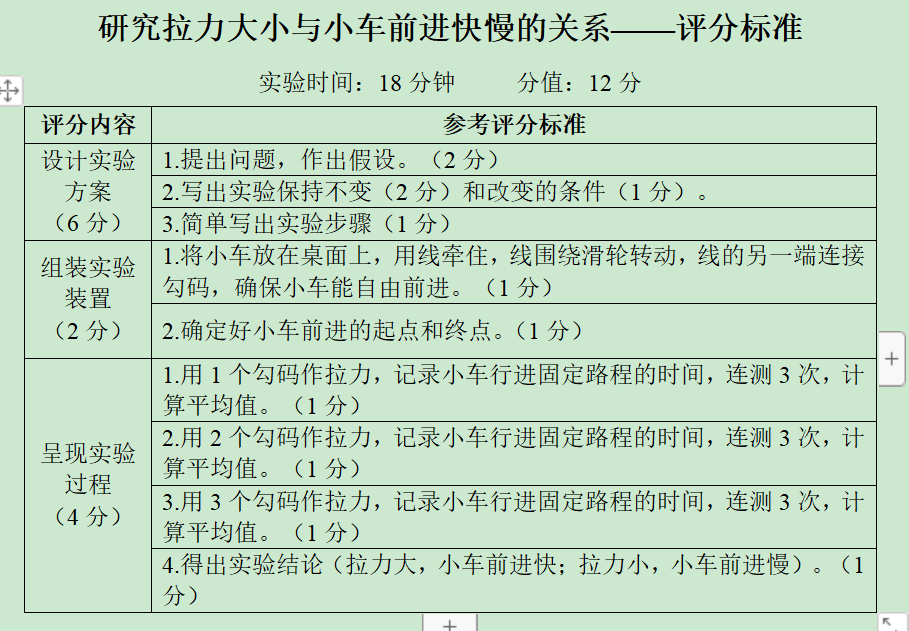 研究拉力大小与小车前进快慢的关系——评分标准
实验时间：18 分钟 分值：12 分
评分内容 参考评分标准
设计实验
方案
（6 分）
1.提出问题，作出假设。（2 分）
2.写出实验保持不变（2 分）和改变的条件（1 分）。
3.简单写出实验步骤（1 分）
组装实验
装置
（2 分）
1.将小车放在桌面上，用线牵住，线围绕滑轮转动，线的另一端连接
勾码，确保小车能自由前进。（1 分）
2.确定好小车前进的起点和终点。（1 分）
呈现实验
过程
（4 分）
1.用 1 个勾码作拉力，记录小车行进固定路程的时间，连测 3 次，计
算平均值。（1 分）
2.用 2 个勾码作拉力，记录小车行进固定路程的时间，连测 3 次，计
算平均值。（1 分）
3.用 3 个勾码作拉力，记录小车行进固定路程的时间，连测 3 次，计
算平均值。（1 分）
4.得出实验结论（拉力大，小车前进快；拉力小，小车前进慢）。（1
分）